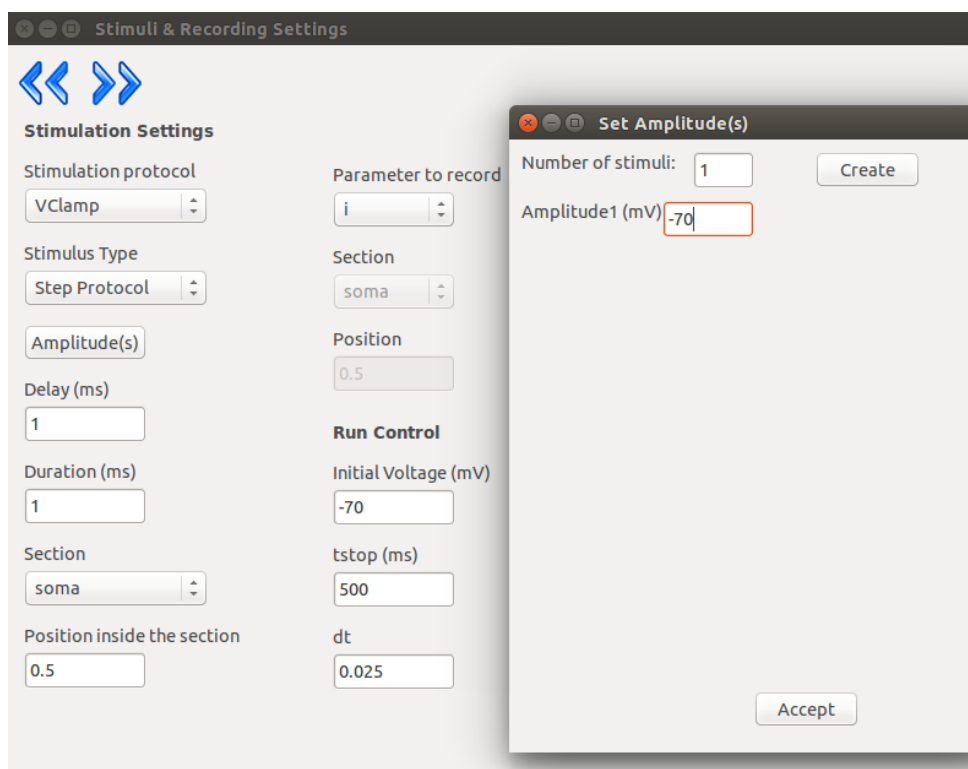 Stimuli & Recording Settings
Stimulation Settings
Stimulation protocol
VClamp
Stimulus Type
Step Protocol
Amplitude(s)
Delay (ms)
1
Duration (ms)
1
Section
soma
Position inside the section
0.5
Parameter to record
i
Section
soma
Position
0.5
Run Control
Initial Voltage (mV)
-70
tstop (ms)
500
dt
0.025
Set Amplitude(s)
Number of stimuli:
1
Create
Amplitude1 (mV)
-70
Accept